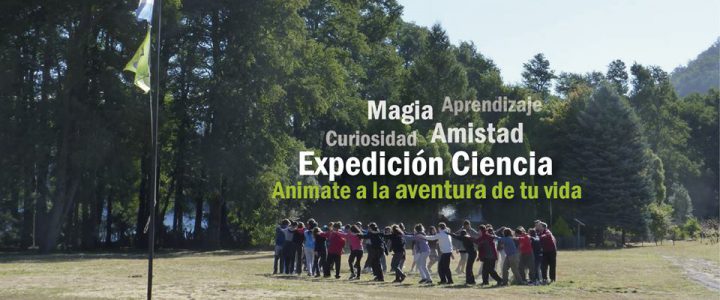 Magia Aprendizaje
Curiosidad Amistad
Expedición Ciencia
Animate a la aventura de tu vida